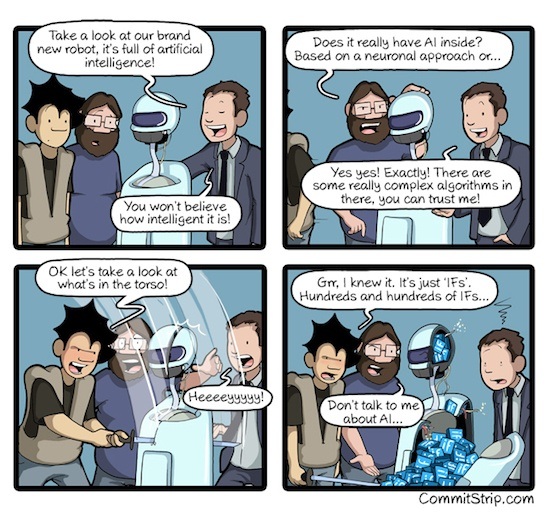 Take a look at our brand
new robot, it's full of artificial
intelligence!
You won't believe
how intelligent it is!
Does it really have AI inside?
Based on a neuronal approach or...
Yes yes! Exactly! There are
some really complex algorithms in
there, you can trust me!
OK let's take a look at
what's in the torso!
Heeeeyyyyy!
Grr, I knew it. It's just 'IFs'.
Hundreds and hundreds of IFs...
Don't talk to me
about AI...
CommitStrip.com